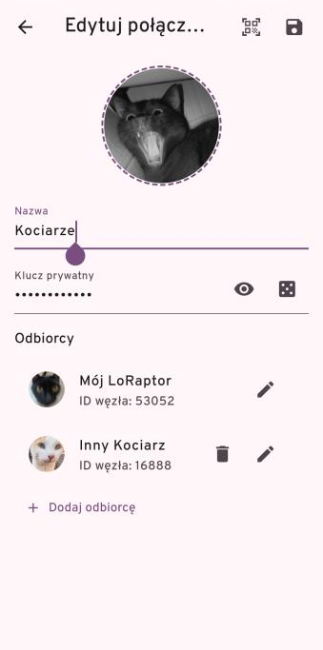 Edytuj połącz...
Nazwa
Kociarze
Klucz prywatny
••••••••••••
Odbiorcy
Mój LoRaptor
ID węzła: 53052
Inny Kociarz
ID węzła: 16888
+ Dodaj odbiorcę